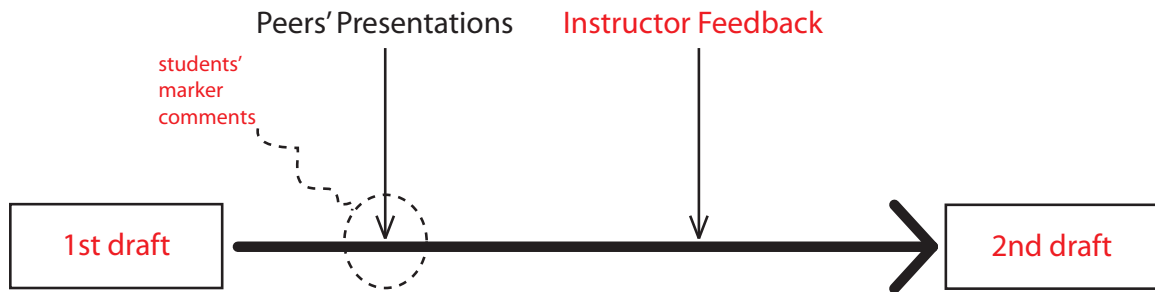 Peers’ Presentations
Instructor Feedback
students’
marker
comments
1st draft
2nd draft